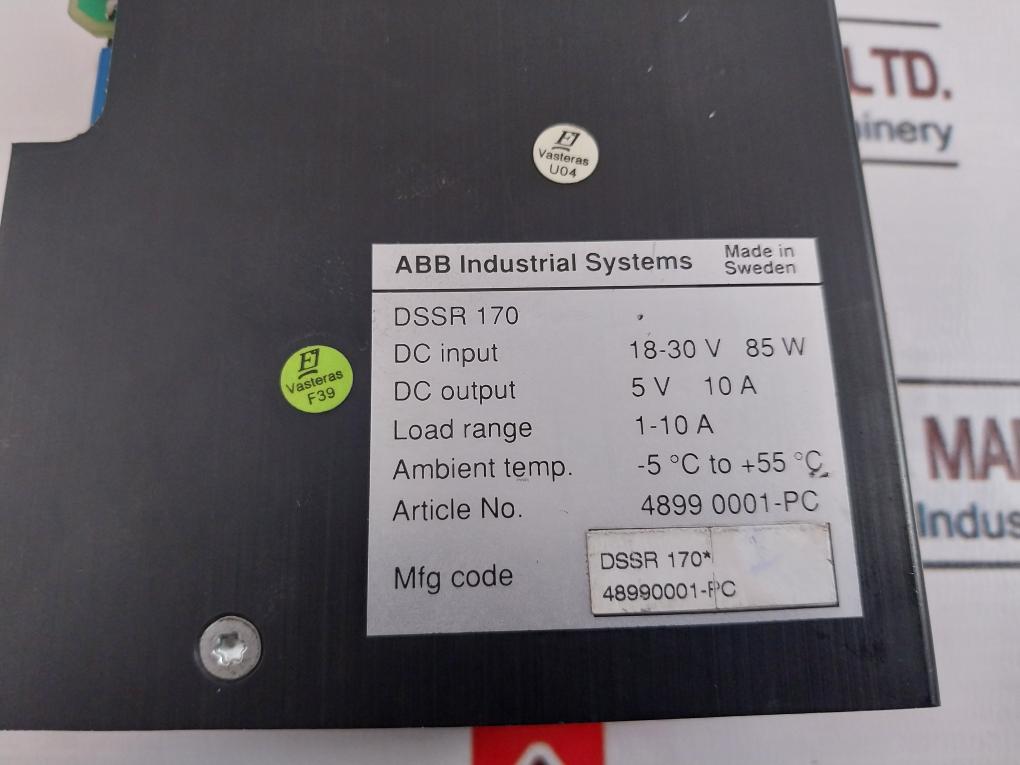 LTD.
hinery
E
Vasteras
U04
ABB Industrial Systems
Made in
Sweden
DSSR 170
DC input 18-30 V 85 W
DC output 5 V 10 A
Load range 1-10 A
Ambient temp. -5 °C to +55 °C
Article No. 4899 0001-PC
Mfg code
DSSR 170*
48990001-PC
E
Vasteras
F39
MA
Indus